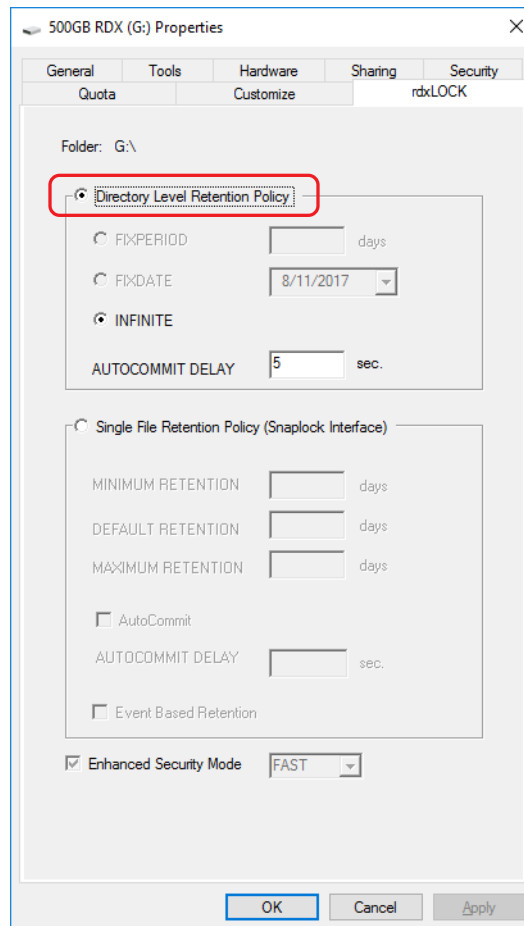 500GB RDX (G:) Properties
General Tools Hardware Sharing Security
Quota Customize rdxLOCK
Folder: G:\
Directory Level Retention Policy
FIXPERIOD days
FIXDATE 8/11/2017
INFINITE
AUTOCOMMIT DELAY 5 sec.
Single File Retention Policy (Snaplock Interface)
MINIMUM RETENTION days
DEFAULT RETENTION days
MAXIMUM RETENTION days
AutoCommit
AUTOCOMMIT DELAY sec.
Event Based Retention
Enhanced Security Mode FAST
OK Cancel Apply